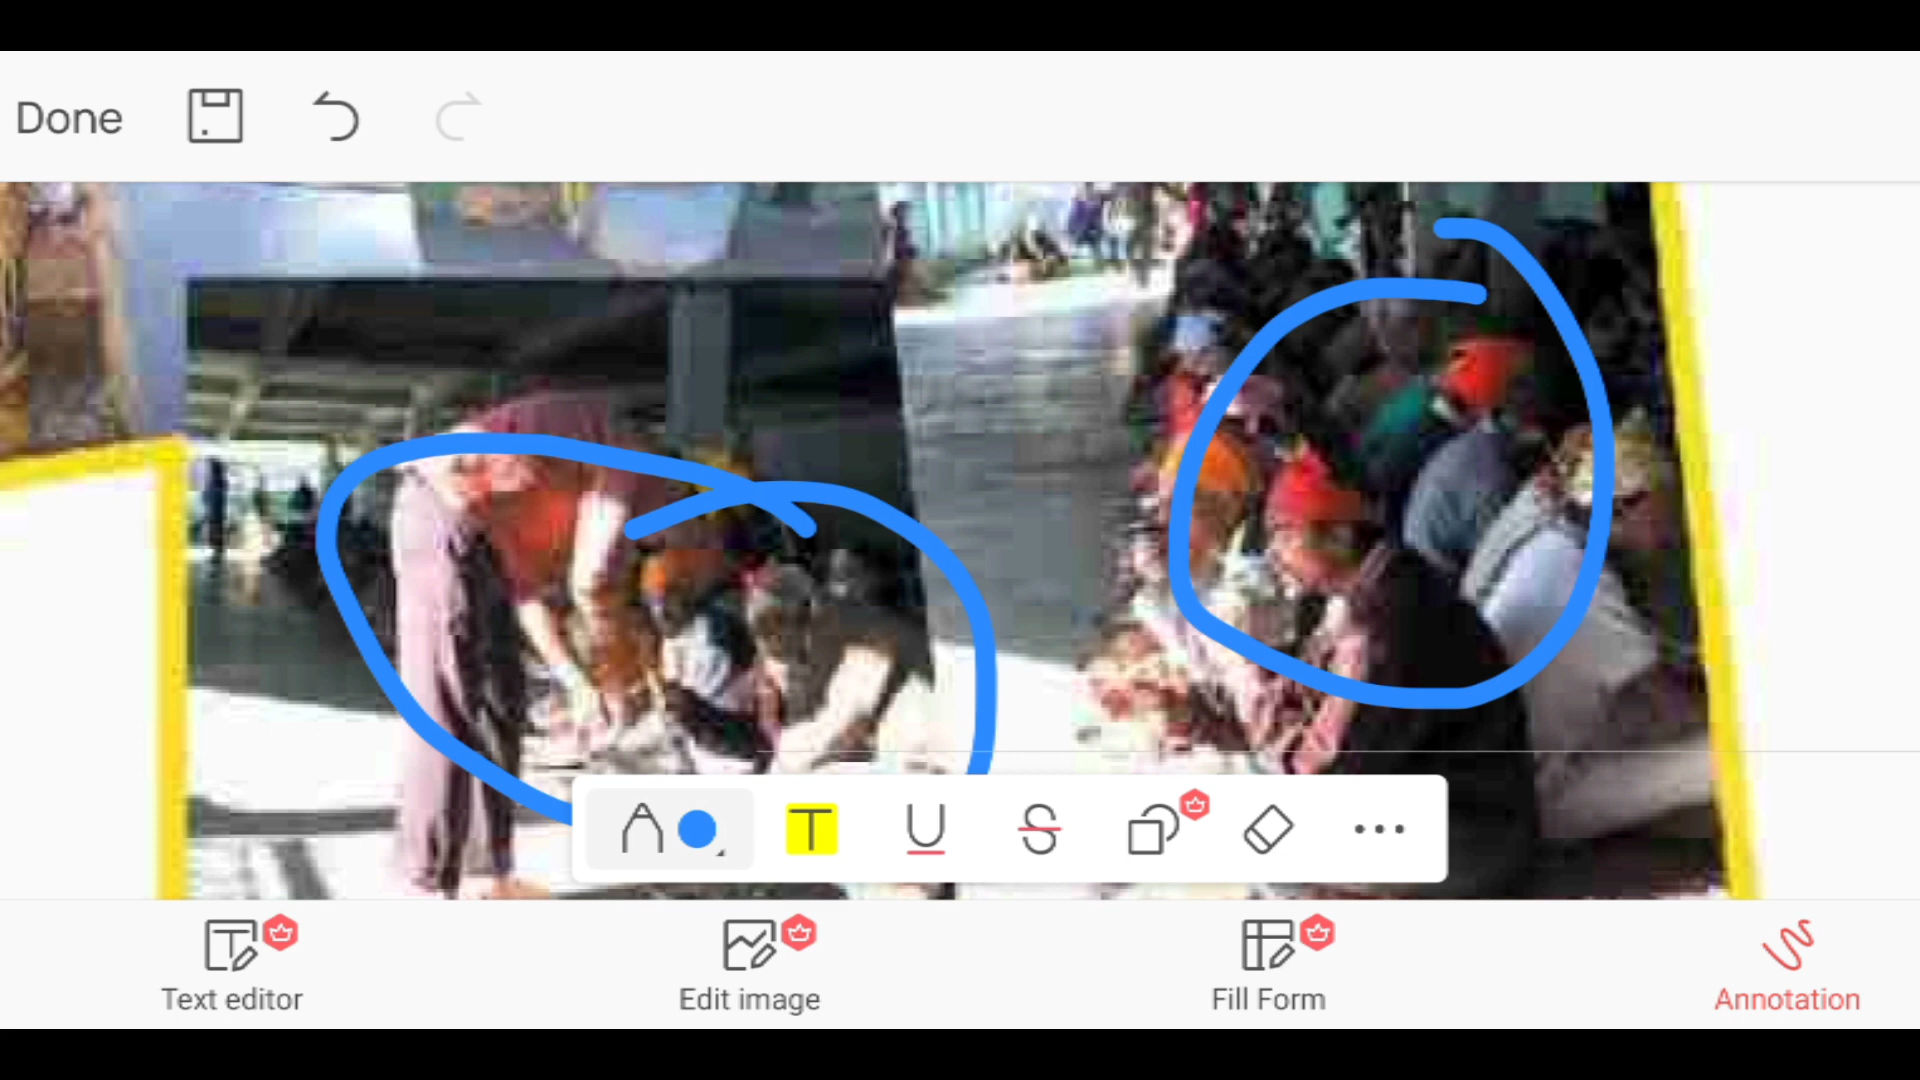 Done
T
U
S
Text editor
Edit image
Fill Form
Annotation